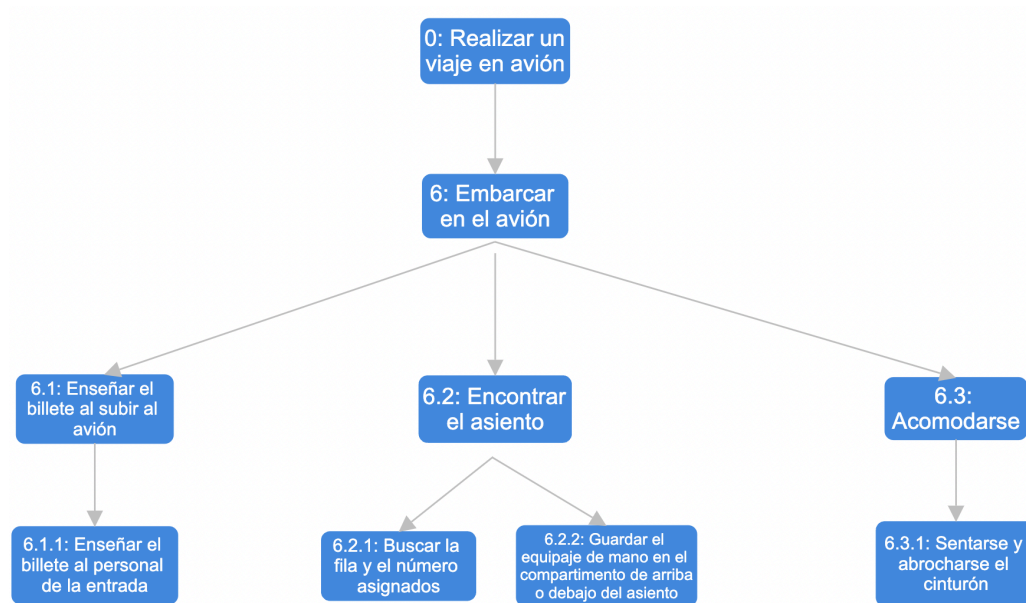 0: Realizar un
viaje en avión
6: Embarcar
en el avión
6.1: Enseñar el
billete al subir al
avión
6.2: Encontrar
el asiento
6.3:
Acomodarse
6.1.1: Enseñar el
billete al personal
de la entrada
6.2.1: Buscar la
fila y el número
asignados
6.2.2: Guardar el
equipaje de mano en el
compartimento de arriba
o debajo del asiento
6.3.1: Sentarse y
abrocharse el
cinturón